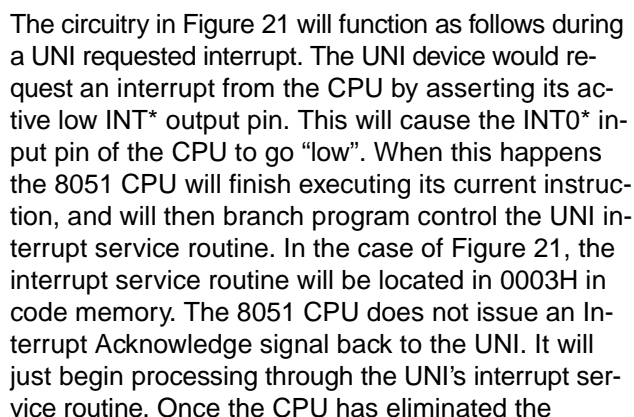 The circuitry in Figure 21 will function as follows during
a UNI requested interrupt. The UNI device would re-
quest an interrupt from the CPU by asserting its ac-
tive low INT* output pin. This will cause the INT0* in-
put pin of the CPU to go “low”. When this happens
the 8051 CPU will finish executing its current instruc-
tion, and will then branch program control the UNI in-
terrupt service routine. In the case of Figure 21, the
interrupt service routine will be located in 0003H in
code memory. The 8051 CPU does not issue an In-
terrupt Acknowledge signal back to the UNI. It will
just begin processing through the UNI’s interrupt ser-
vice routine. Once the CPU has eliminated the